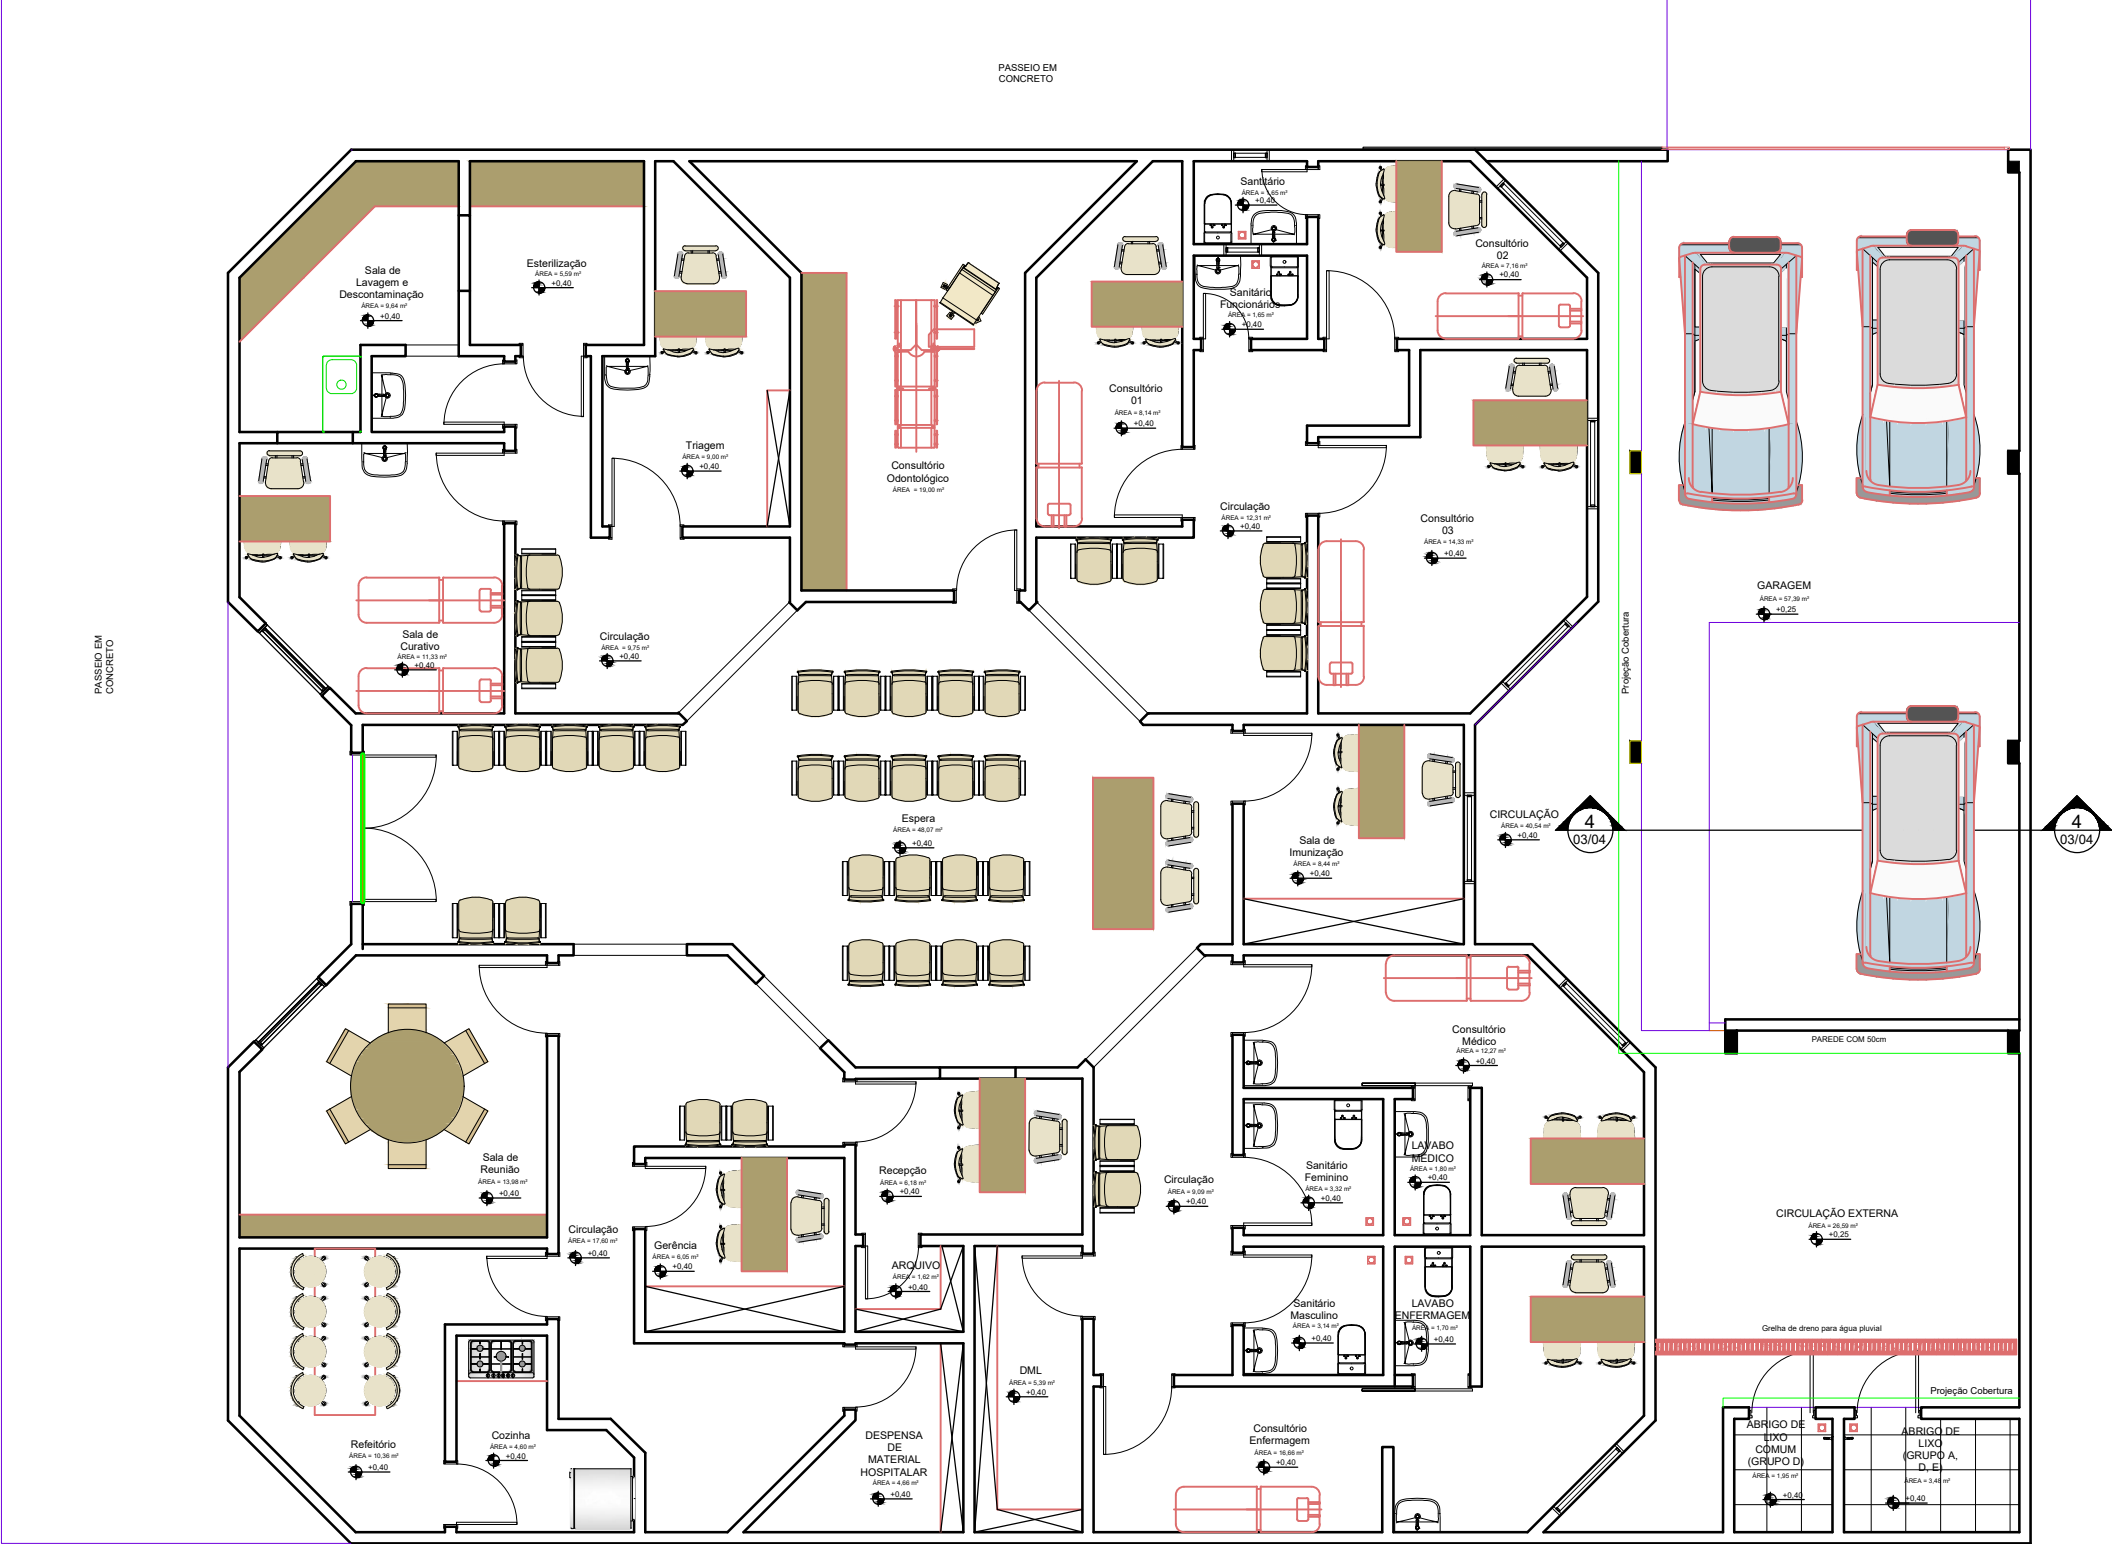 PASSEIO EM
CONCRETO
Sala de
Lavagem e
Descontaminação
ÁREA = 9,64 m²
+0,40
Esterilização
ÁREA = 5,59 m²
+0,40
Triagem
ÁREA = 9,00 m²
+0,40
Consultório
Odontológico
ÁREA = 19,00 m²
Consultório
01
ÁREA = 8,14 m²
+0,40
Sanitário
ÁREA = 1,65 m²
+0,40
Sanitário
Funcionários
ÁREA = 1,65 m²
+0,40
Consultório
02
ÁREA = 7,16 m²
+0,40
Circulação
ÁREA = 12,31 m²
+0,40
Consultório
03
ÁREA = 14,33 m²
+0,40
GARAGEM
ÁREA = 57,39 m²
+0,25
Projeção Cobertura
PASSEIO EM
CONCRETO
Sala de
Curativo
ÁREA = 11,33 m²
+0,40
Circulação
ÁREA = 9,75 m²
+0,40
Espera
ÁREA = 48,07 m²
+0,40
Sala de
Imunização
ÁREA = 8,44 m²
+0,40
CIRCULAÇÃO
ÁREA = 40,54 m²
+0,40
4
03/04
4
03/04
PAREDE COM 50cm
Consultório
Médico
ÁREA = 12,27 m²
+0,40
Sala de
Reunião
ÁREA = 13,98 m²
+0,40
Recepção
ÁREA = 6,18 m²
+0,40
Circulação
ÁREA = 9,09 m²
+0,40
Sanitário
Feminino
ÁREA = 3,32 m²
+0,40
LAVABO
MÉDICO
ÁREA = 1,80 m²
+0,40
CIRCULAÇÃO EXTERNA
ÁREA = 26,59 m²
+0,25
Circulação
ÁREA = 17,60 m²
+0,40
Gerência
ÁREA = 6,05 m²
+0,40
ARQUIVO
ÁREA = 1,62 m²
+0,40
Sanitário
Masculino
ÁREA = 3,14 m²
+0,40
LAVABO
ENFERMAGEM
ÁREA = 1,70 m²
+0,40
Grelha de dreno para água pluvial
DML
ÁREA = 5,39 m²
+0,40
Projeção Cobertura
Refeitório
ÁREA = 10,36 m²
+0,40
Cozinha
ÁREA = 4,60 m²
+0,40
DESPENSA
DE
MATERIAL
HOSPITALAR
ÁREA = 4,66 m²
+0,40
Consultório
Enfermagem
ÁREA = 16,66 m²
+0,40
ABRIGO DE
LIXO
COMUM
(GRUPO D)
ÁREA = 1,95 m²
+0,40
ABRIGO DE
LIXO
(GRUPO A,
D, E)
ÁREA = 3,48 m²
+0,40